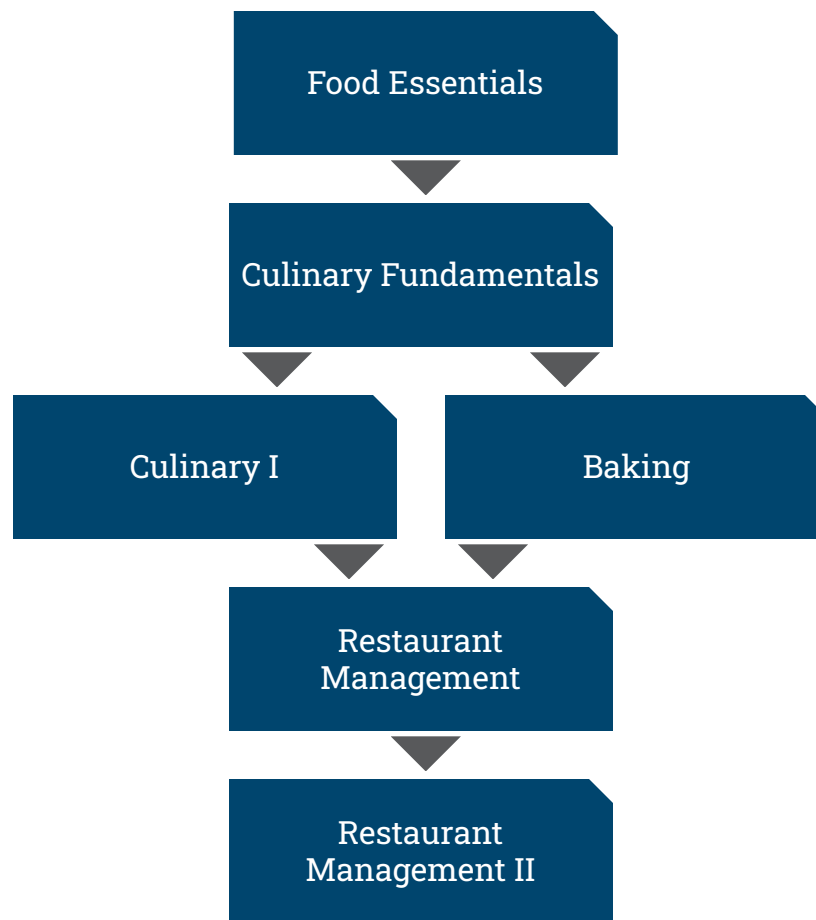 Food Essentials
Culinary Fundamentals
Culinary I
Baking
Restaurant
Management
Restaurant
Management II